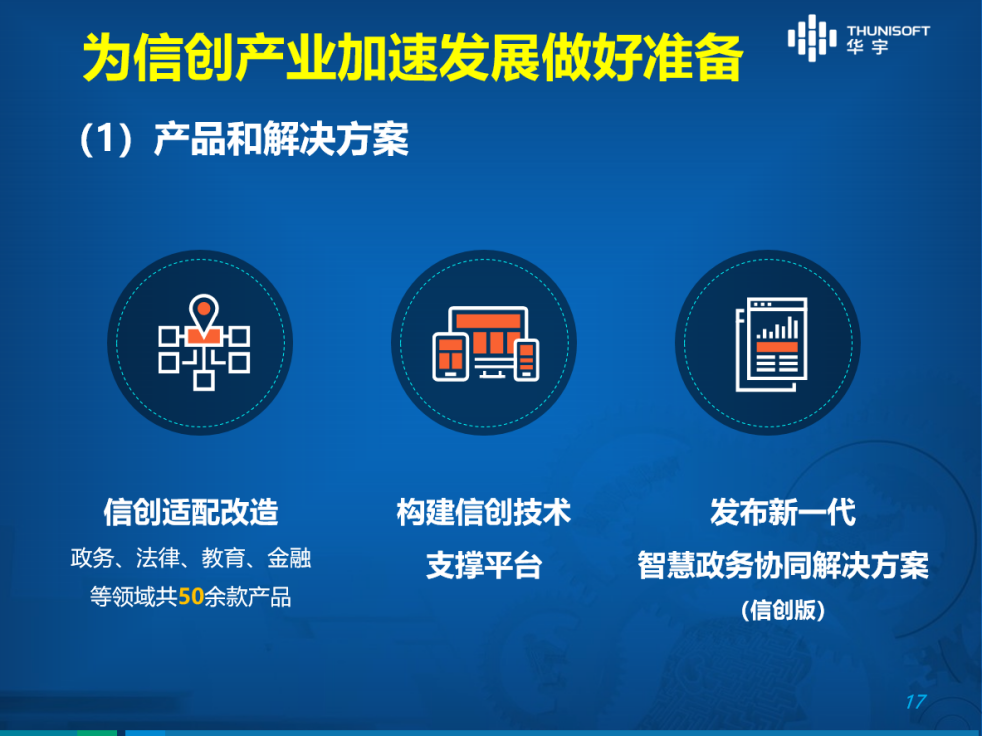 为信创产业加速发展做好准备
THUNISOFT
华宇
（1）产品和解决方案
信创适配改造
政务、法律、教育、金融
等领域共50余款产品
构建信创技术
支撑平台
发布新一代
智慧政务协同解决方案
（信创版）
17